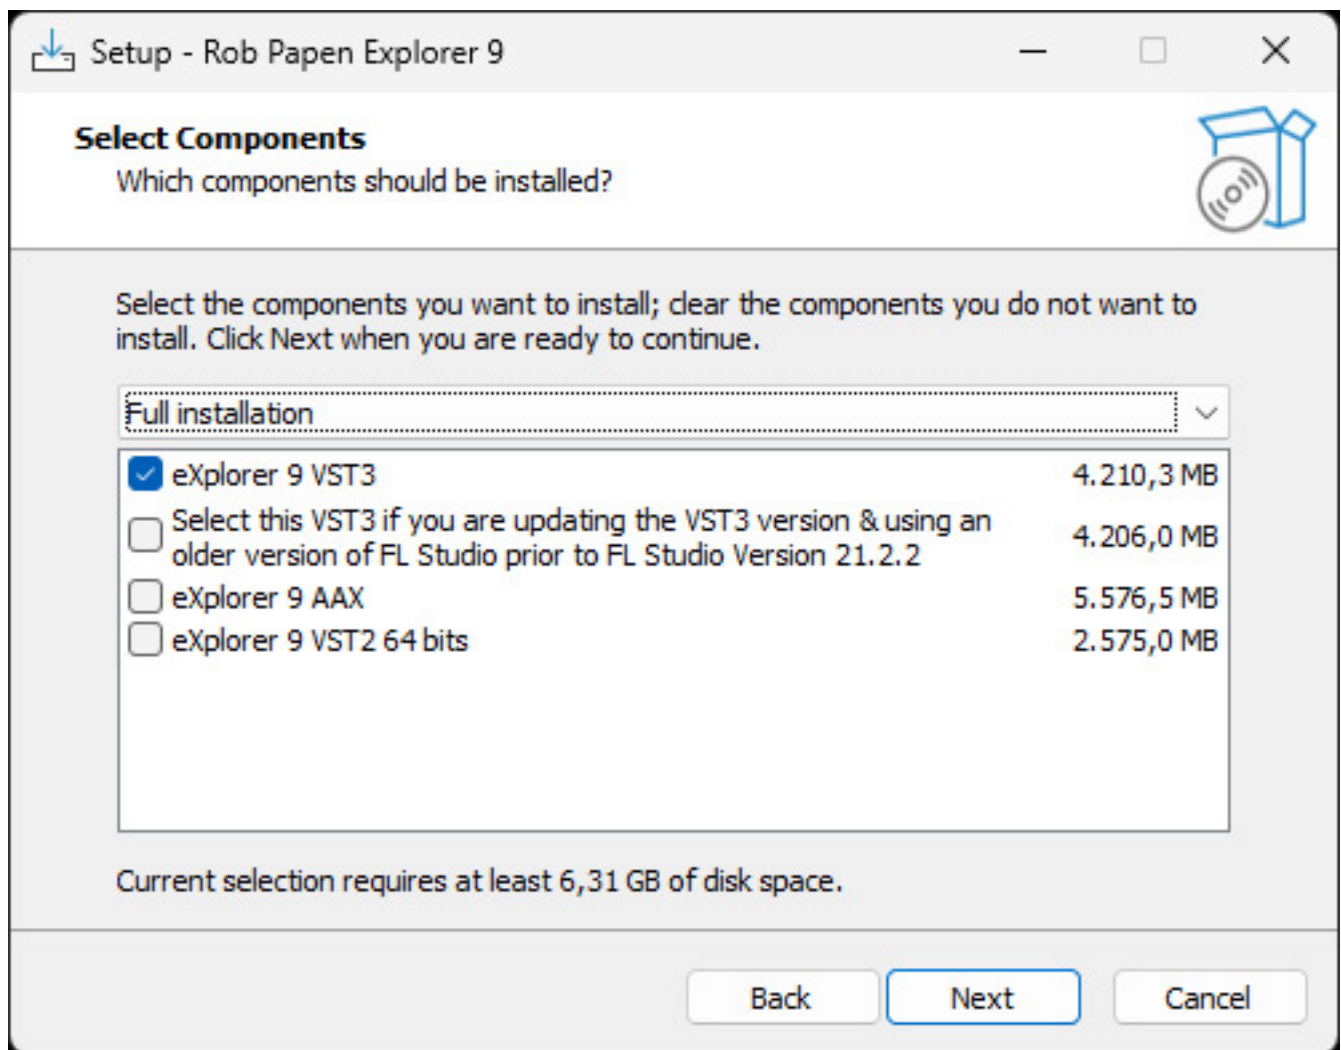 Setup - Rob Papen Explorer 9
Select Components
Which components should be installed?
Select the components you want to install; clear the components you do not want to
install. Click Next when you are ready to continue.
Full installation
eXplorer 9 VST3 4.210,3 MB
Select this VST3 if you are updating the VST3 version & using an
older version of FL Studio prior to FL Studio Version 21.2.2 4.206,0 MB
eXplorer 9 AAX 5.576,5 MB
eXplorer 9 VST2 64 bits 2.575,0 MB
Current selection requires at least 6,31 GB of disk space.
Back Next Cancel